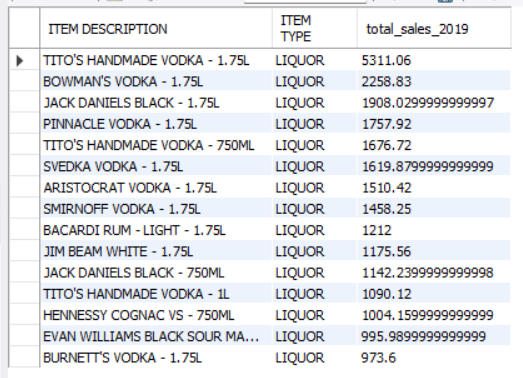 ITEM DESCRIPTION ITEM TYPE total_sales_2019
TITO'S HANDMADE VODKA - 1.75L LIQUOR 5311.06
BOWMAN'S VODKA - 1.75L LIQUOR 2258.83
JACK DANIELS BLACK - 1.75L LIQUOR 1908.0299999999997
PINNACLE VODKA - 1.75L LIQUOR 1757.92
TITO'S HANDMADE VODKA - 750ML LIQUOR 1676.72
SVEDKA VODKA - 1.75L LIQUOR 1619.8799999999999
ARISTOCRAT VODKA - 1.75L LIQUOR 1510.42
SMIRNOFF VODKA - 1.75L LIQUOR 1458.25
BACARDI RUM - LIGHT - 1.75L LIQUOR 1212
JIM BEAM WHITE - 1.75L LIQUOR 1175.56
JACK DANIELS BLACK - 750ML LIQUOR 1142.2399999999998
TITO'S HANDMADE VODKA - 1L LIQUOR 1090.12
HENNESSY COGNAC VS - 750ML LIQUOR 1004.1599999999999
EVAN WILLIAMS BLACK SOUR MA... LIQUOR 995.9899999999999
BURNETT'S VODKA - 1.75L LIQUOR 973.6